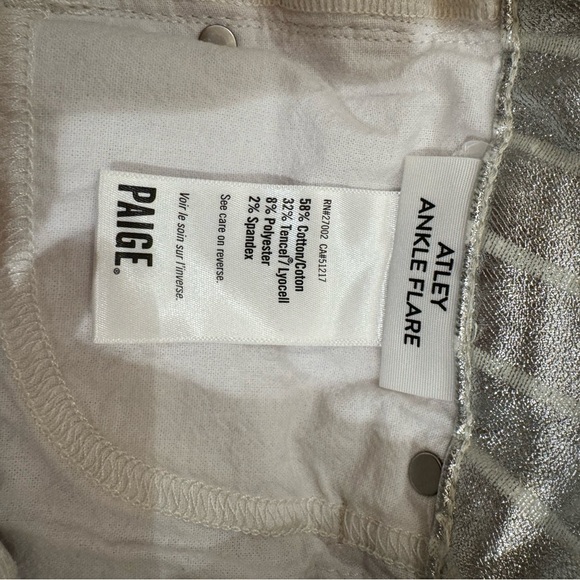 ATLEY
ANKLE FLARE
RN#27002 CA#51217
58% Cotton/Coton
32% Tencel®/Lyocell
8% Polyester
2% Spandex
See care on reverse.
Voir le soin sur l'inverse.
PAIGE®